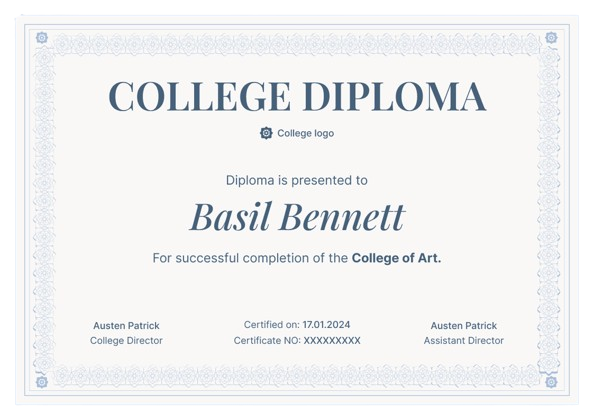 COLLEGE DIPLOMA
College logo
Diploma is presented to
Basil Bennett
For successful completion of the College of Art.
Austen Patrick
College Director
Certified on: 17.01.2024
Certificate NO: XXXXXXXXX
Austen Patrick
Assistant Director